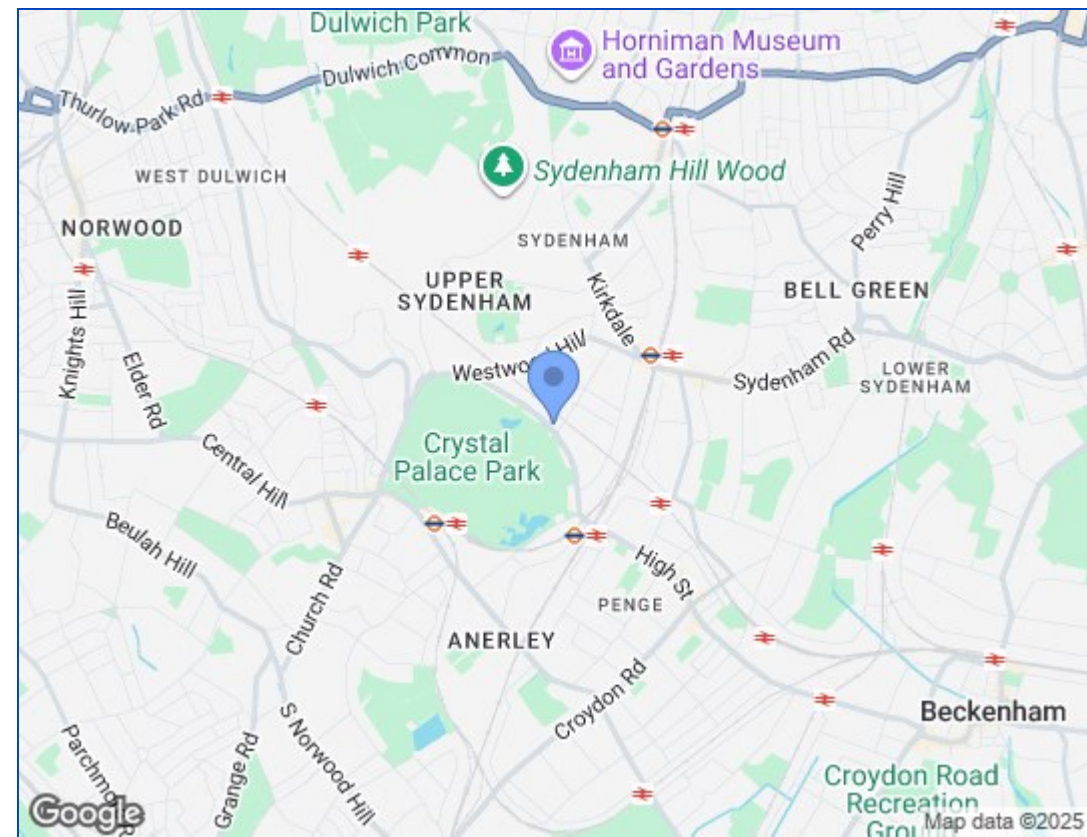 Dulwich Park
Horniman Museum
and Gardens
Dulwich Common
Thurlow Park Rd
WEST DULWICH
Sydenham Hill Wood
NORWOOD
SYDENHAM
Perry Hill
UPPER
SYDENHAM
Kirkdale
BELL GREEN
Knights Hill
Elder Rd
Westwood Hill
Sydenham Rd
LOWER
SYDENHAM
Crystal
Palace Park
Central Hill
Beulah Hill
Church Rd
High St
PENGE
ANERLEY
Croydon Rd
Beckenham
S Norwood Hill
Grange Rd
Parchmore R
Croydon Road
Recreation
Grou
Google
Map data ©2025